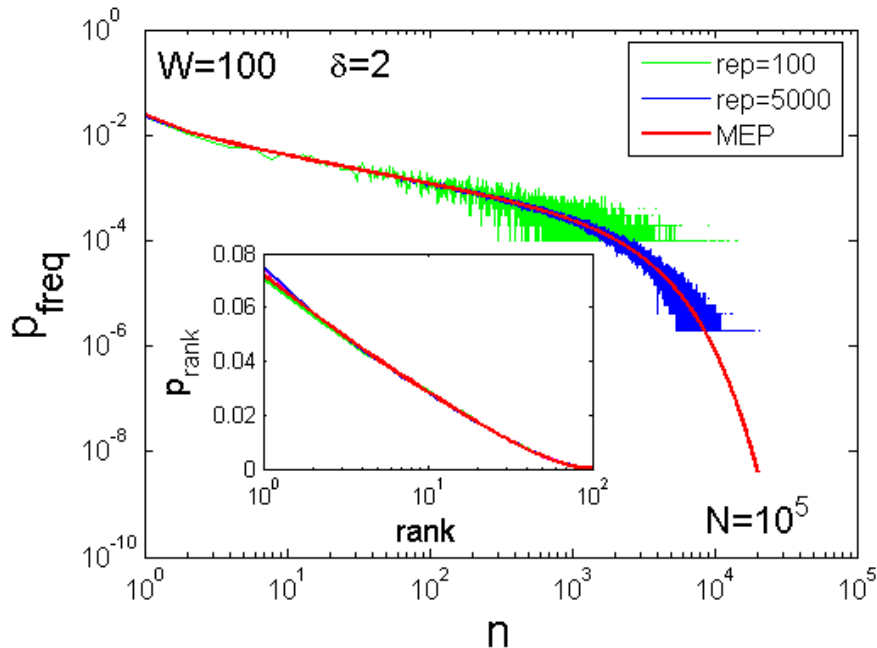 10^0
W=100 δ=2
rep=100
rep=5000
MEP
10^-2
10^-4
10^-6
10^-8
10^-10
p_freq
0.08
0.06
0.04
0.02
0
p_rank
10^0 10^1 10^2
rank
N=10^5
10^0 10^1 10^2 10^3 10^4 10^5
n